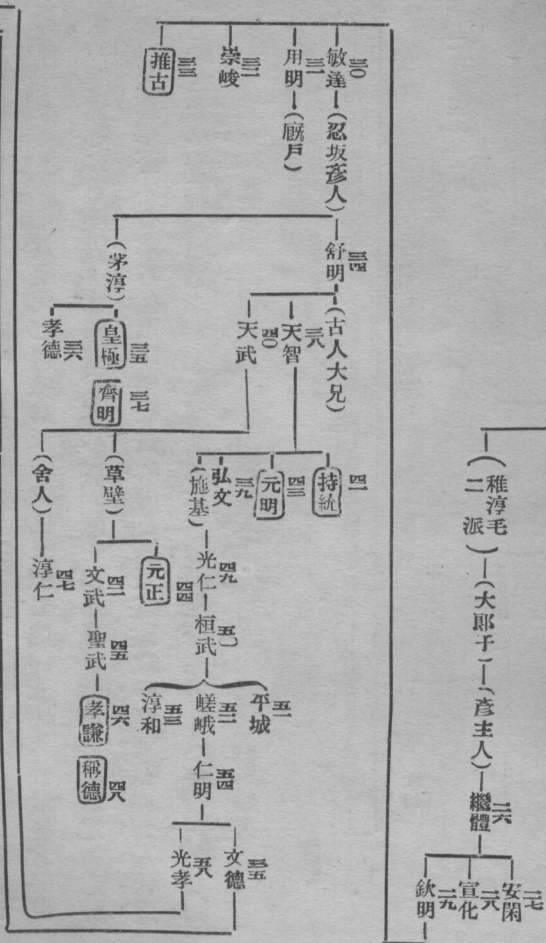 (稚渟毛二派)
(大郎子)
(彥主人)
二六
繼體
二七
安閑
二八
宣化
二九
欽明
三〇
敏達
(忍坂彥人)
三一
用明
(廐戶)
三二
崇峻
三三
推古
三四
舒明
(茅渟)
(古人大兄)
三八
天智
四〇
天武
三五
皇極
三七
齊明
三六
孝德
四一
持統
四三
元明
三九
弘文
(施基)
四九
光仁
五〇
桓武
五一
平城
五二
嵯峨
五三
淳和
五四
仁明
五五
文德
五八
光孝
(草壁)
四四
元正
四二
文武
四五
聖武
四六
孝謙
四八
稱德
(舍人)
四七
淳仁